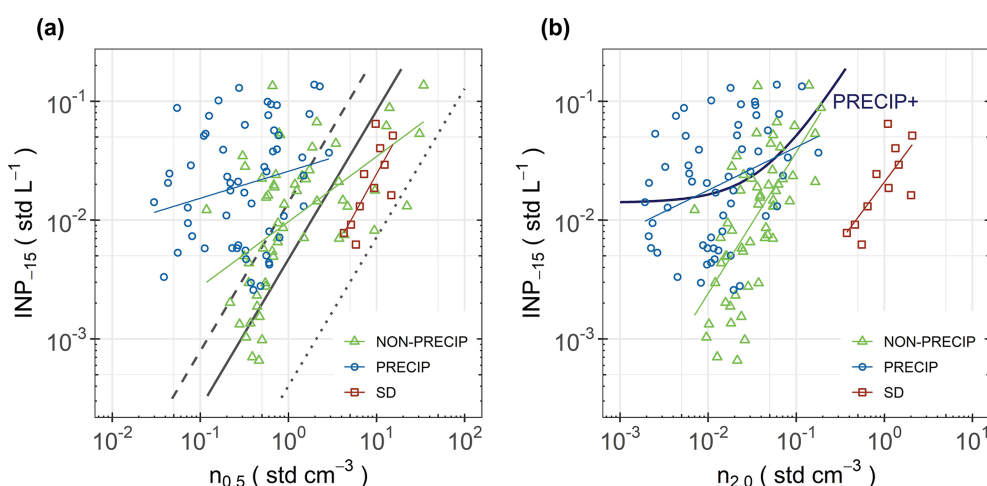 (a)
(b)
10⁻¹
10⁻²
10⁻³
INP₋₁₅ ( std L⁻¹ )
NON-PRECIP
PRECIP
SD
10⁻² 10⁻¹ 10⁰ 10¹ 10²
n₀.₅ ( std cm⁻³ )
PRECIP+
10⁻¹
10⁻²
10⁻³
INP₋₁₅ ( std L⁻¹ )
NON-PRECIP
PRECIP
SD
10⁻³ 10⁻² 10⁻¹ 10⁰ 10¹
n₂.₀ ( std cm⁻³ )